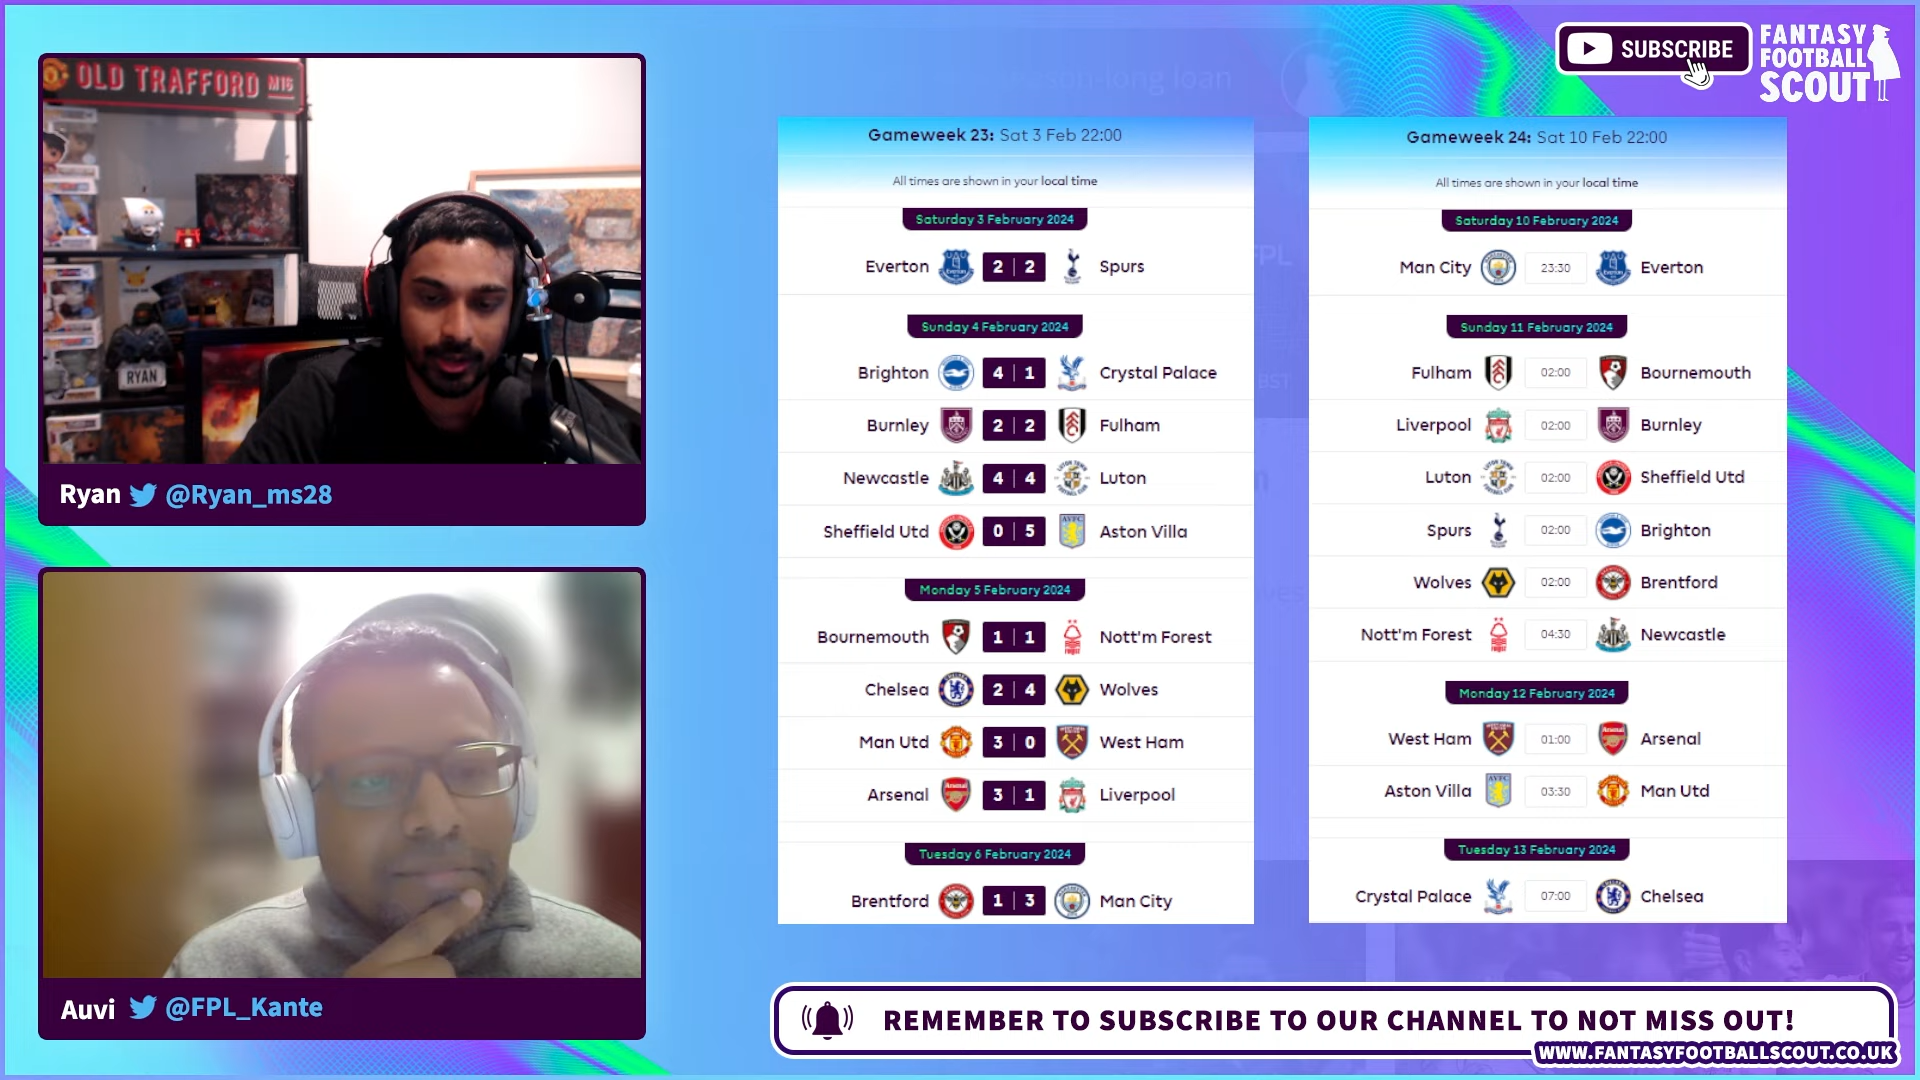 OLD TRAFFORD M16
RYAN
Ryan @Ryan_ms28
Auvi @FPL_Kante
SUBSCRIBE
FANTASY
FOOTBALL
SCOUT
Gameweek 23: Sat 3 Feb 22:00
All times are shown in your local time
Saturday 3 February 2024
Everton 2 | 2 Spurs
Sunday 4 February 2024
Brighton 4 | 1 Crystal Palace
Burnley 2 | 2 Fulham
Newcastle 4 | 4 Luton
Sheffield Utd 0 | 5 Aston Villa
Monday 5 February 2024
Bournemouth 1 | 1 Nott'm Forest
Chelsea 2 | 4 Wolves
Man Utd 3 | 0 West Ham
Arsenal 3 | 1 Liverpool
Tuesday 6 February 2024
Brentford 1 | 3 Man City
Gameweek 24: Sat 10 Feb 22:00
All times are shown in your local time
Saturday 10 February 2024
Man City 23:30 Everton
Sunday 11 February 2024
Fulham 02:00 Bournemouth
Liverpool 02:00 Burnley
Luton 02:00 Sheffield Utd
Spurs 02:00 Brighton
Wolves 02:00 Brentford
Nott'm Forest 04:30 Newcastle
Monday 12 February 2024
West Ham 01:00 Arsenal
Aston Villa 03:30 Man Utd
Tuesday 13 February 2024
Crystal Palace 07:00 Chelsea
REMEMBER TO SUBSCRIBE TO OUR CHANNEL TO NOT MISS OUT!
WWW.FANTASYFOOTBALLSCOUT.CO.UK